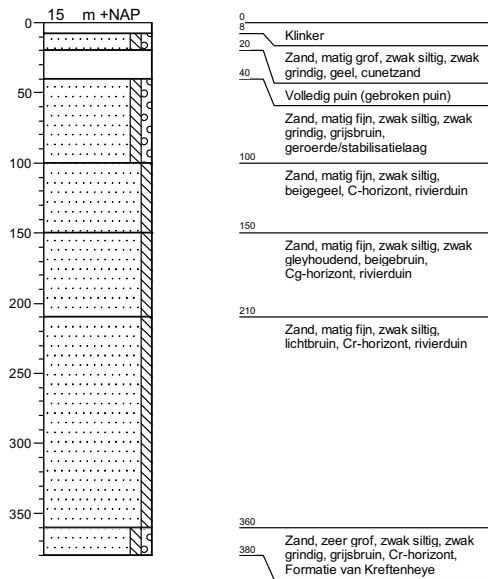 15 m +NAP
0
50
100
150
200
250
300
350
0
Klinker
8
Zand, matig grof, zwak siltig, zwak
grindig, geel, cunetzand
20
Volledig puin (gebroken puin)
40
Zand, matig fijn, zwak siltig, zwak
grindig, grijsbruin,
geroerde/stabilisatielaag
100
Zand, matig fijn, zwak siltig,
beigegeel, C-horizont, rivierduin
150
Zand, matig fijn, zwak siltig, zwak
gleyhoudend, beigebruin,
Cg-horizont, rivierduin
210
Zand, matig fijn, zwak siltig,
lichtbruin, Cr-horizont, rivierduin
360
Zand, zeer grof, zwak siltig, zwak
grindig, grijsbruin, Cr-horizont,
Formatie van Kreftenheye
380